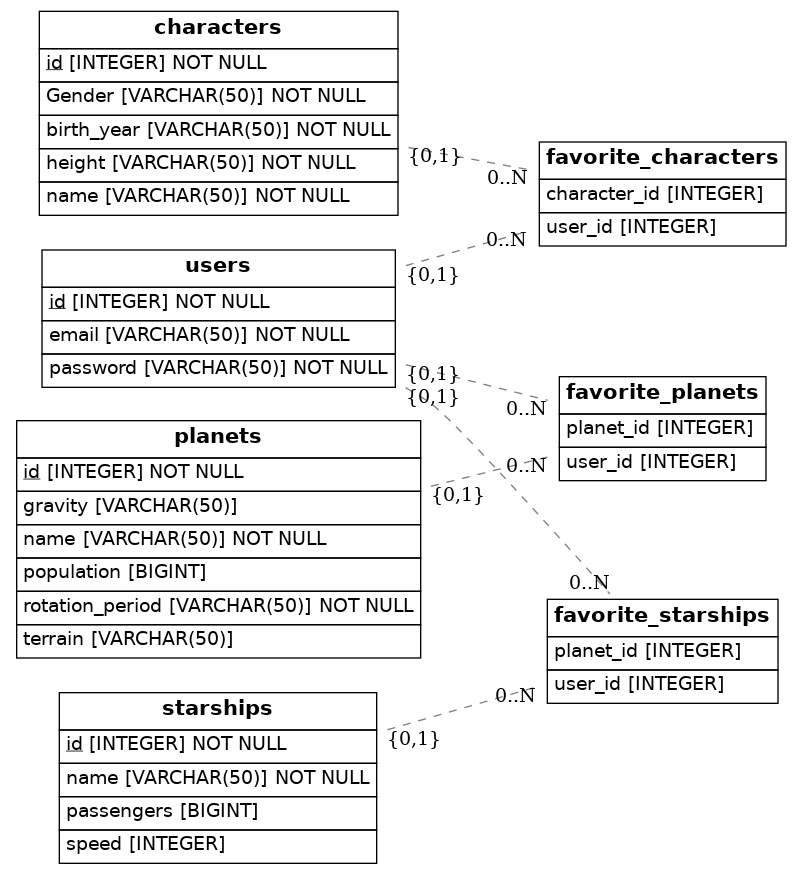 characters
id [INTEGER] NOT NULL
Gender [VARCHAR(50)] NOT NULL
birth_year [VARCHAR(50)] NOT NULL
height [VARCHAR(50)] NOT NULL
name [VARCHAR(50)] NOT NULL
{0,1}
0..N
favorite_characters
character_id [INTEGER]
user_id [INTEGER]
users
id [INTEGER] NOT NULL
email [VARCHAR(50)] NOT NULL
password [VARCHAR(50)] NOT NULL
0..N
{0,1}
{0,1}
{0,1}
0..N
favorite_planets
planet_id [INTEGER]
user_id [INTEGER]
planets
id [INTEGER] NOT NULL
gravity [VARCHAR(50)]
name [VARCHAR(50)] NOT NULL
population [BIGINT]
rotation_period [VARCHAR(50)] NOT NULL
terrain [VARCHAR(50)]
0..N
{0,1}
0..N
favorite_starships
planet_id [INTEGER]
user_id [INTEGER]
starships
id [INTEGER] NOT NULL
name [VARCHAR(50)] NOT NULL
passengers [BIGINT]
speed [INTEGER]
0..N
{0,1}